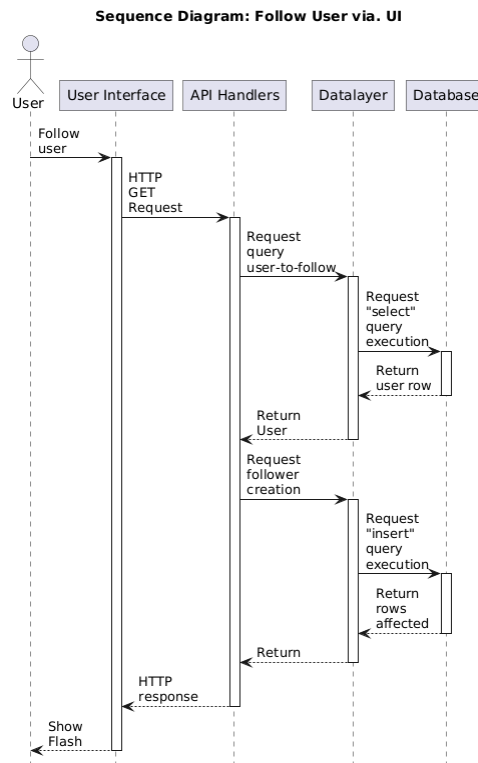 Sequence Diagram: Follow User via. UI
User
User Interface
API Handlers
Datalayer
Database
Follow
user
HTTP
GET
Request
Request
query
user-to-follow
Request
"select"
query
execution
Return
user row
Return
User
Request
follower
creation
Request
"insert"
query
execution
Return
rows
affected
Return
HTTP
response
Show
Flash